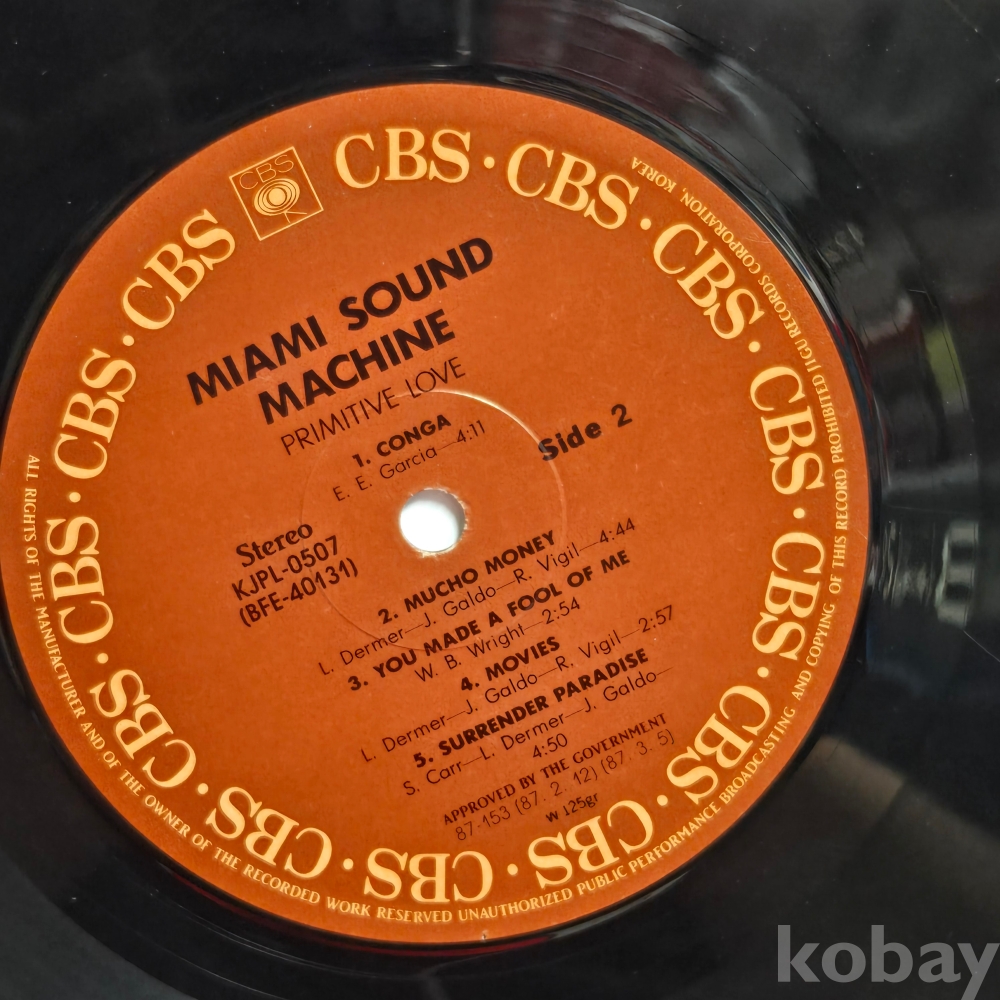 CBS
CBS · CBS · CBS · CBS · CBS · CBS · CBS · CBS · CBS · CBS · CBS · CBS · CBS
MIAMI SOUND
MACHINE
PRIMITIVE LOVE
1. CONGA
E. E. Garcia—4:11
Side 2
Stereo
KJPL-0507
(BFE-40131)
2. MUCHO MONEY
L. Dermer—J. Galdo—R. Vigil—4:44
3. YOU MADE A FOOL OF ME
W. B. Wright—2:54
4. MOVIES
L. Dermer—J. Galdo—R. Vigil—2:57
5. SURRENDER PARADISE
S. Carr—L. Dermer—J. Galdo—
4:50
APPROVED BY THE GOVERNMENT
87-153 (87. 2. 12) (87. 3. 5)
W 125gr
ALL RIGHTS OF THE MANUFACTURER AND OF THE OWNER OF THE RECORDED WORK RESERVED UNAUTHORIZED PUBLIC PERFORMANCE BROADCASTING AND COPYING OF THIS RECORD PROHIBITED JIGU RECORDS CORPORATION, KOREA
kobay